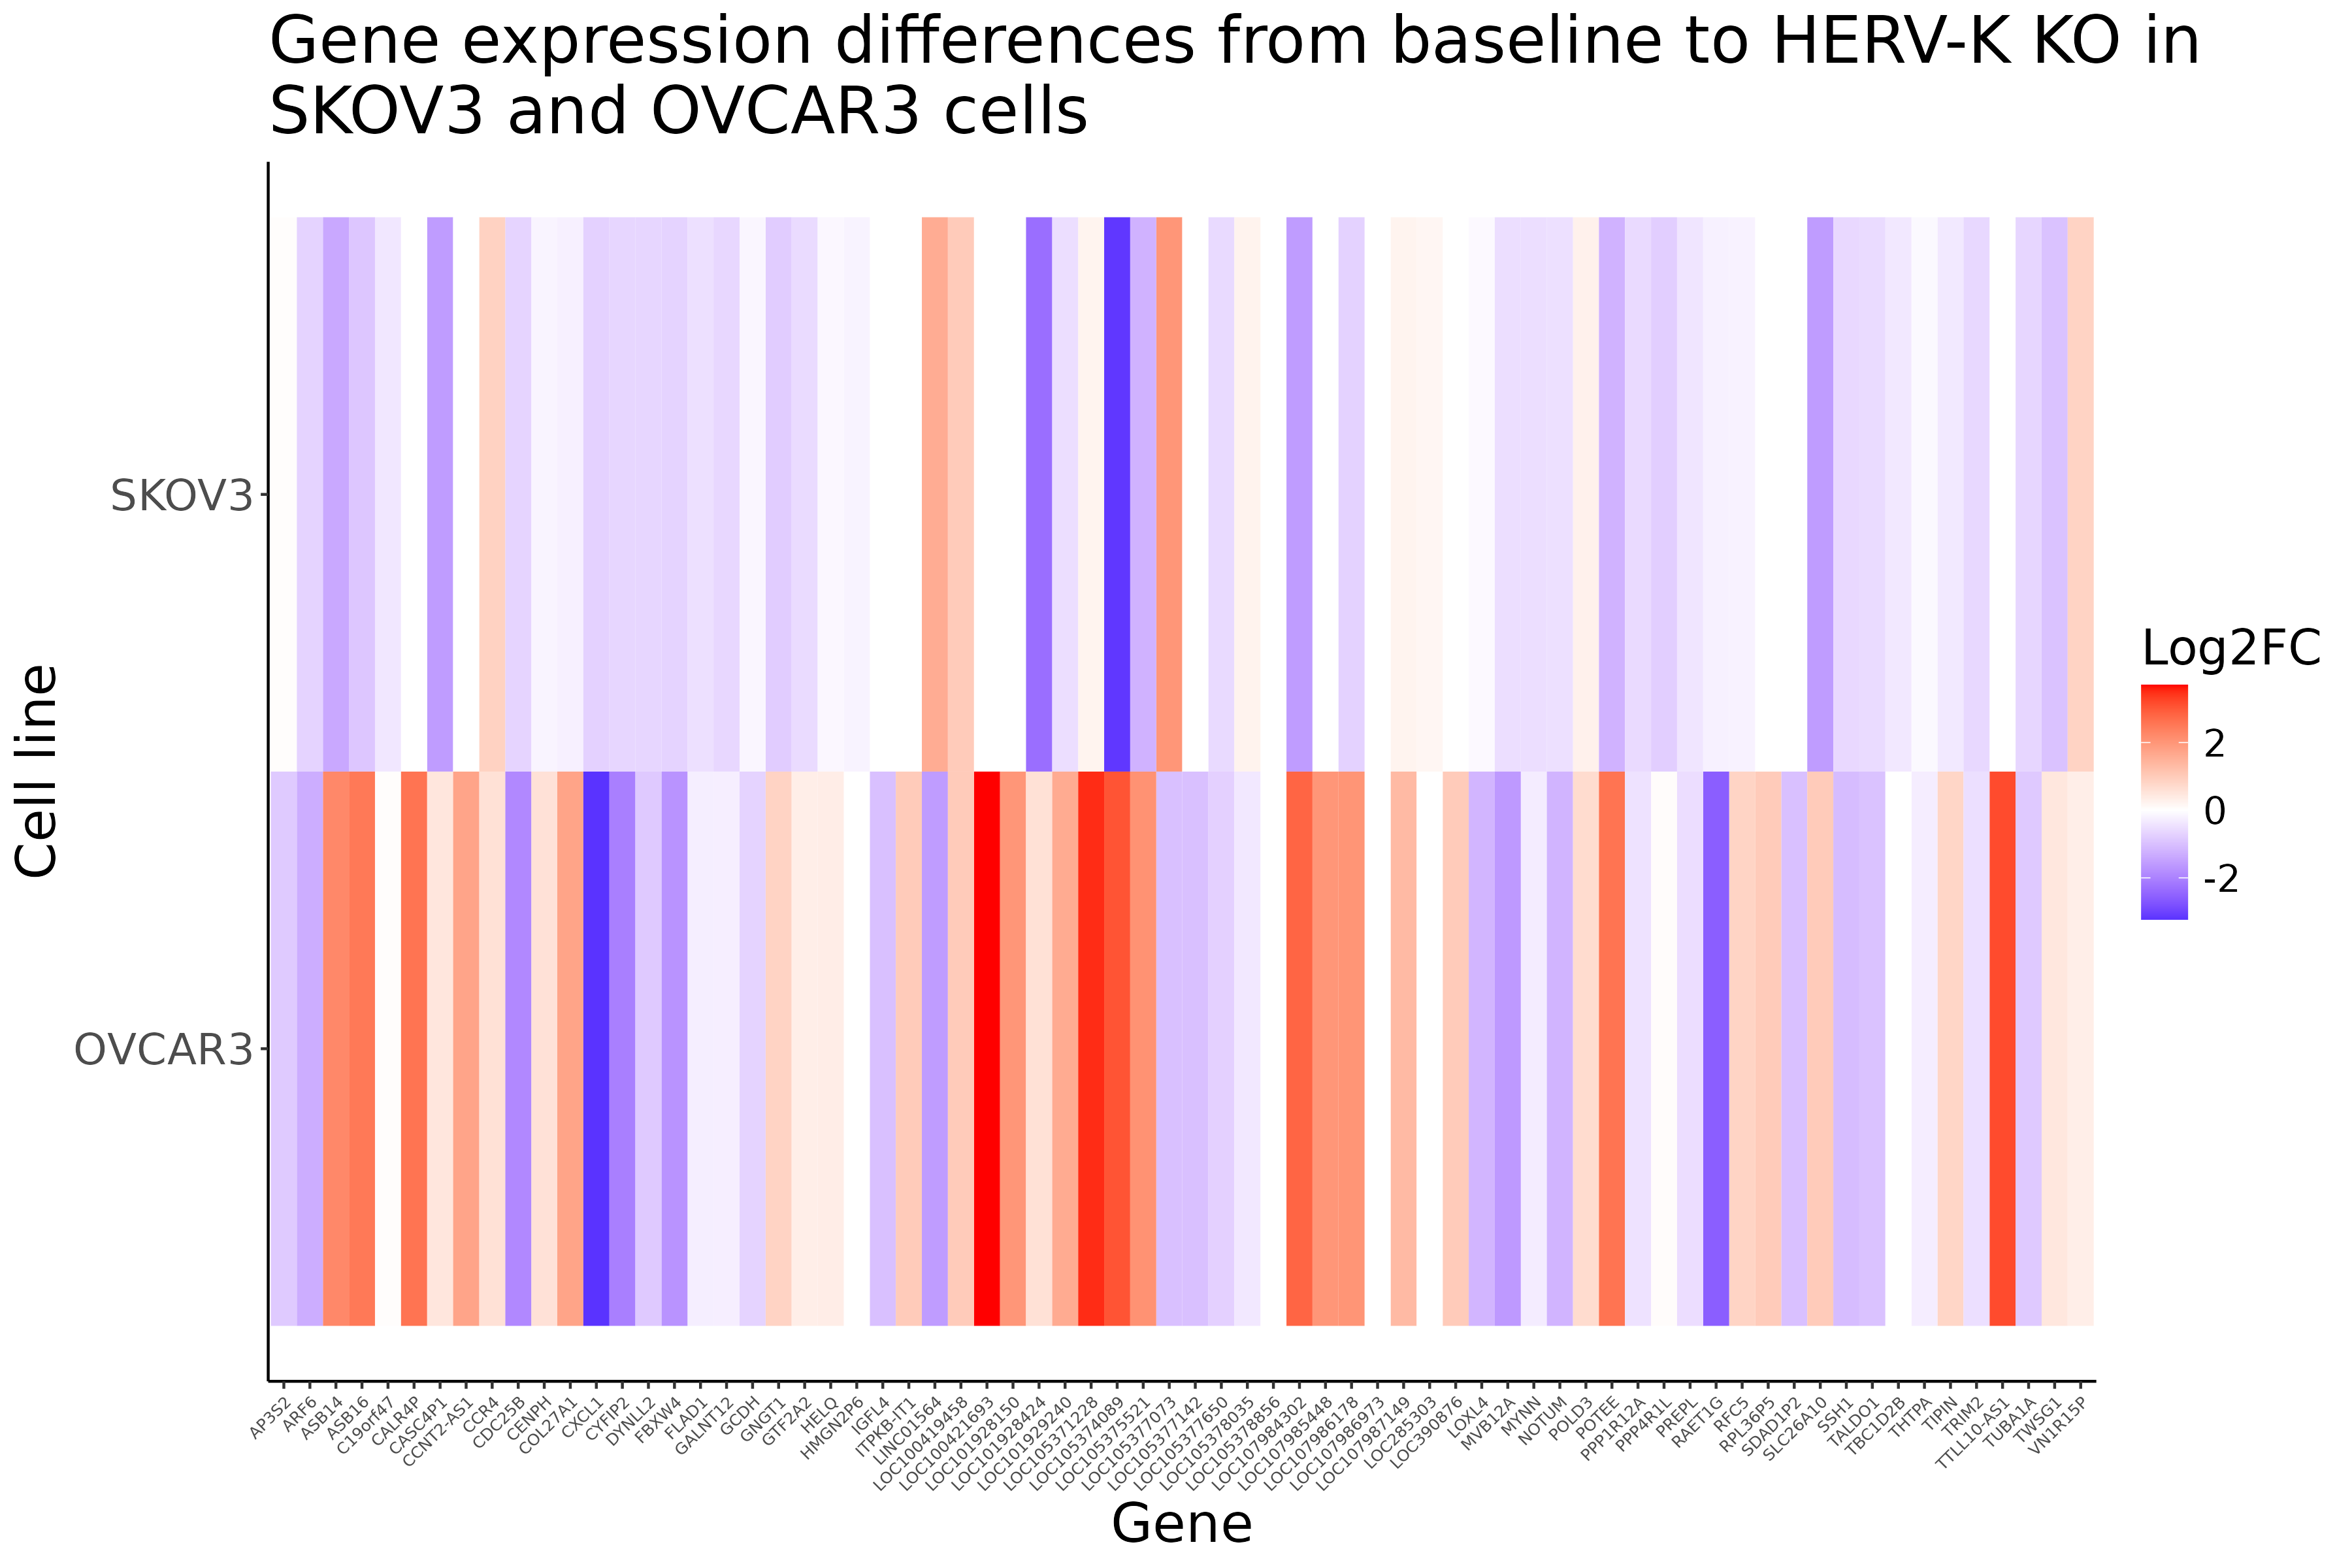 Gene expression differences from baseline to HERV-K KO in
SKOV3 and OVCAR3 cells
Cell line
SKOV3
OVCAR3
Log2FC
2
0
-2
AP3S2
ARF6
ASB14
ASB16
C19orf47
CALR4P
CASC4P1
CCNT2-AS1
CCR4
CDC25B
CENPH
COL27A1
CXCL1
CYFIP2
DYNLL2
FBXW4
FLAD1
GALNT12
GCDH
GNGT1
GTF2A2
HELQ
HMGN2P6
IGFL4
ITPKB-IT1
LINC01564
LOC100419458
LOC100421693
LOC101928150
LOC101928424
LOC101929240
LOC105371228
LOC105374089
LOC105375521
LOC105377073
LOC105377142
LOC105377650
LOC105378035
LOC105378856
LOC107984302
LOC107985448
LOC107986178
LOC107986973
LOC107987149
LOC285303
LOC390876
LOXL4
MVB12A
MYNN
NOTUM
POLD3
POTEE
PPP1R12A
PPP4R1L
PREPL
RAET1G
RFC5
RPL36P5
SDAD1P2
SLC26A10
SSH1
TALDO1
TBC1D2B
THTPA
TIPIN
TRIM2
TTLL10-AS1
TUBA1A
TWSG1
VN1R15P
Gene